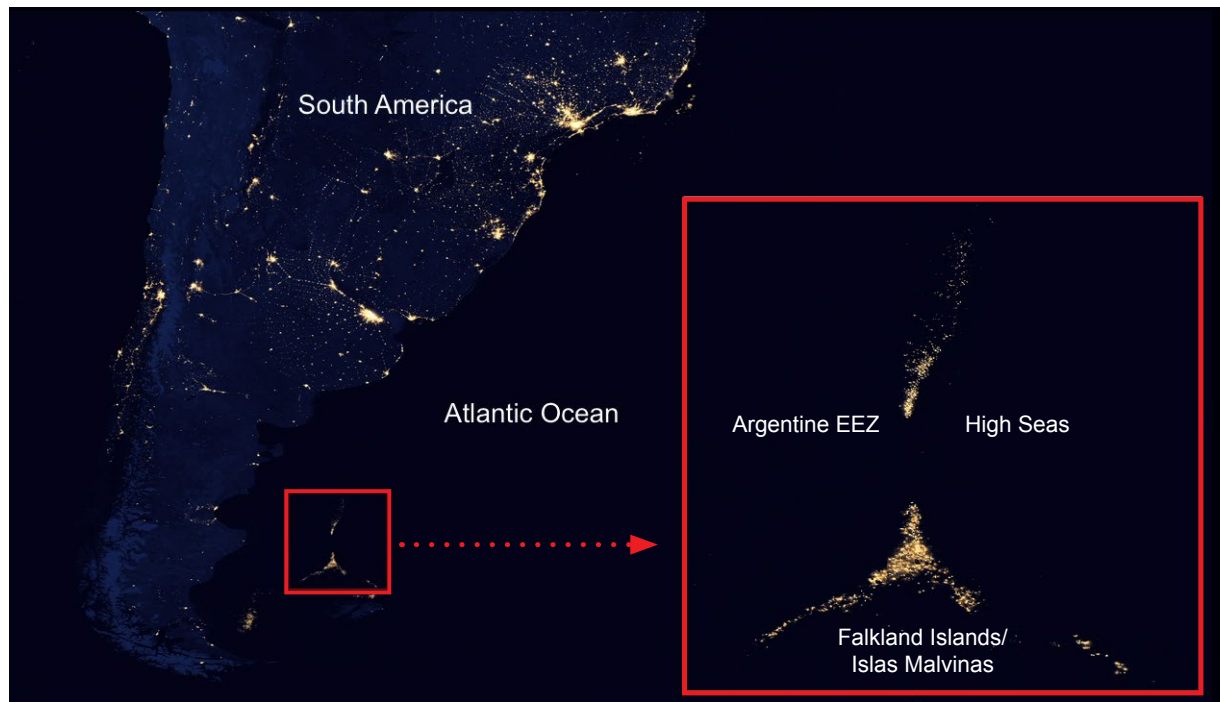 South America
Atlantic Ocean
Argentine EEZ
High Seas
Falkland Islands/
Islas Malvinas